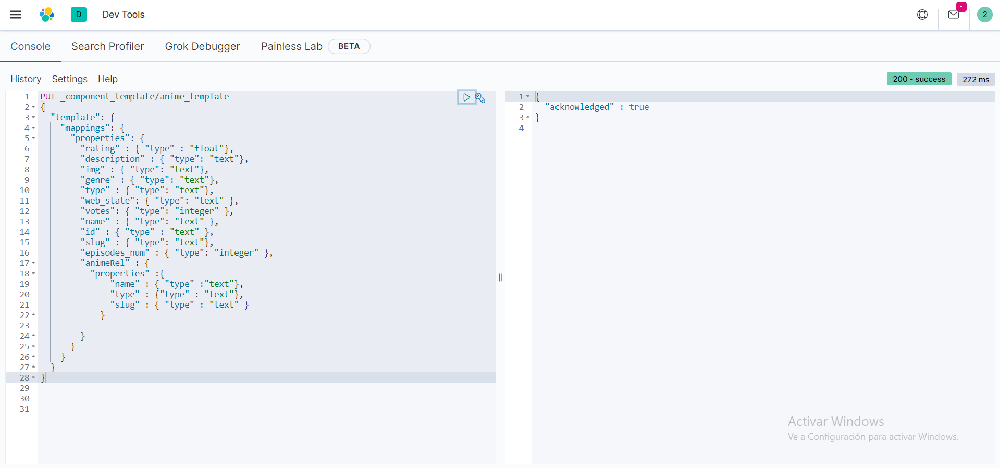 D Dev Tools 2
Console Search Profiler Grok Debugger Painless Lab BETA
History Settings Help 200 - success 272 ms
1 PUT _component_template/anime_template
2 {
3 "template": {
4 "mappings": {
5 "properties": {
6 "rating" : { "type" : "float"},
7 "description" : { "type": "text"},
8 "img" : { "type": "text"},
9 "genre" : { "type": "text"},
10 "type" : { "type": "text"},
11 "web_state": { "type": "text" },
12 "votes": { "type": "integer" },
13 "name" : { "type": "text" },
14 "id" : { "type" : "text" },
15 "slug" : { "type": "text"},
16 "episodes_num" : { "type": "integer" },
17 "animeRel" : {
18 "properties" :{
19 "name" : { "type" :"text"},
20 "type" : {"type" : "text"},
21 "slug" : { "type" : "text" }
22 }
23
24 }
25 }
26 }
27 }
28 }
29
30
31
1 {
2 "acknowledged" : true
3 }
4
Activar Windows
Ve a Configuración para activar Windows.